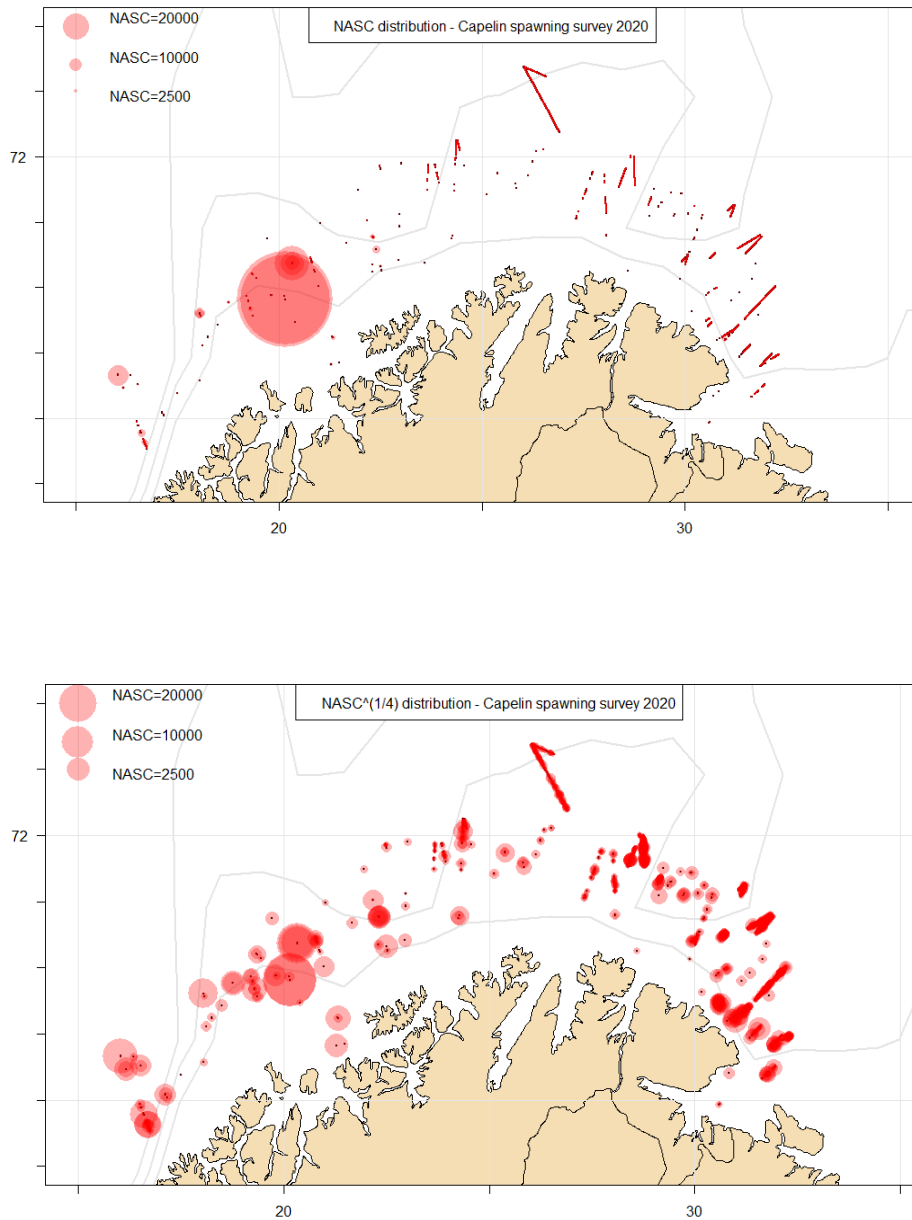 NASC distribution - Capelin spawning survey 2020
NASC=20000
NASC=10000
NASC=2500
72
20
30
NASC^(1/4) distribution - Capelin spawning survey 2020
NASC=20000
NASC=10000
NASC=2500
72
20
30